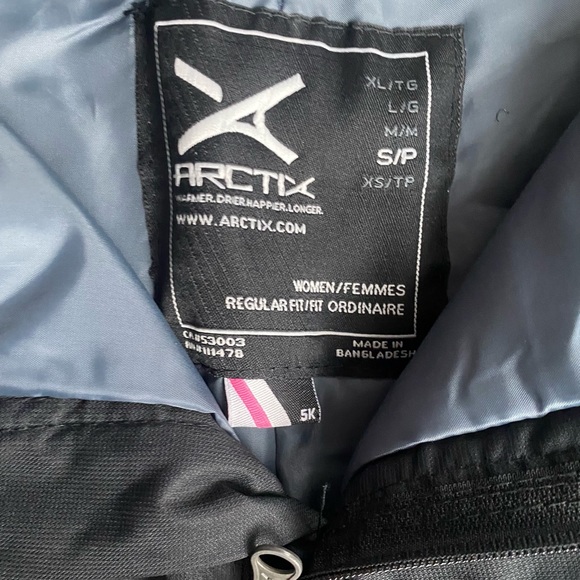 XL/TG
L/G
M/M
S/P
XS/TP
ARCTIX
WARMER.DRIER.HAPPIER.LONGER.
WWW.ARCTIX.COM
WOMEN/FEMMES
REGULAR FIT/FIT ORDINAIRE
CA#53003
MADE IN
BANGLADESH
5K